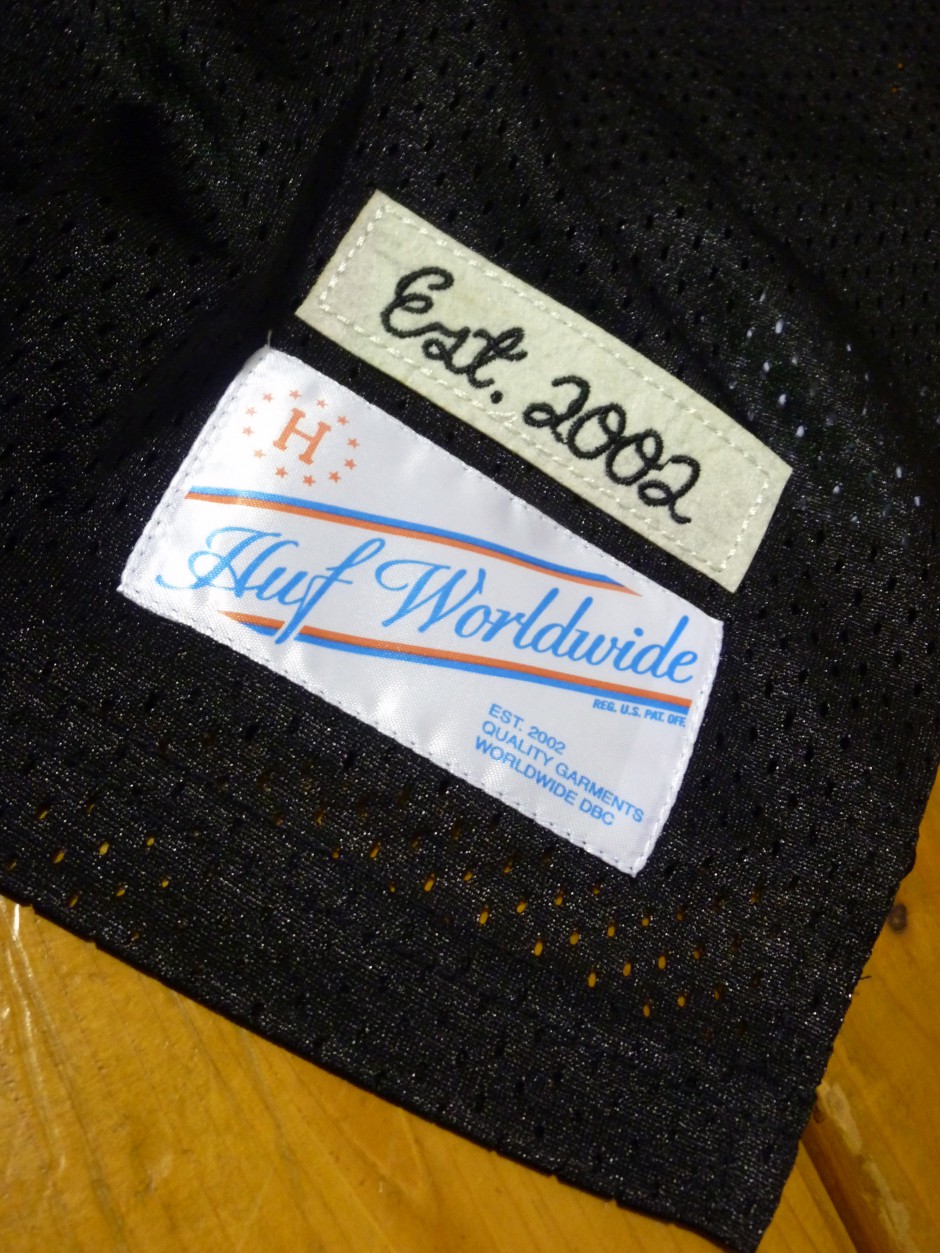 Est. 2002
H
Huf Worldwide
REG. U.S. PAT. OFF.
EST. 2002
QUALITY GARMENTS
WORLDWIDE DBC